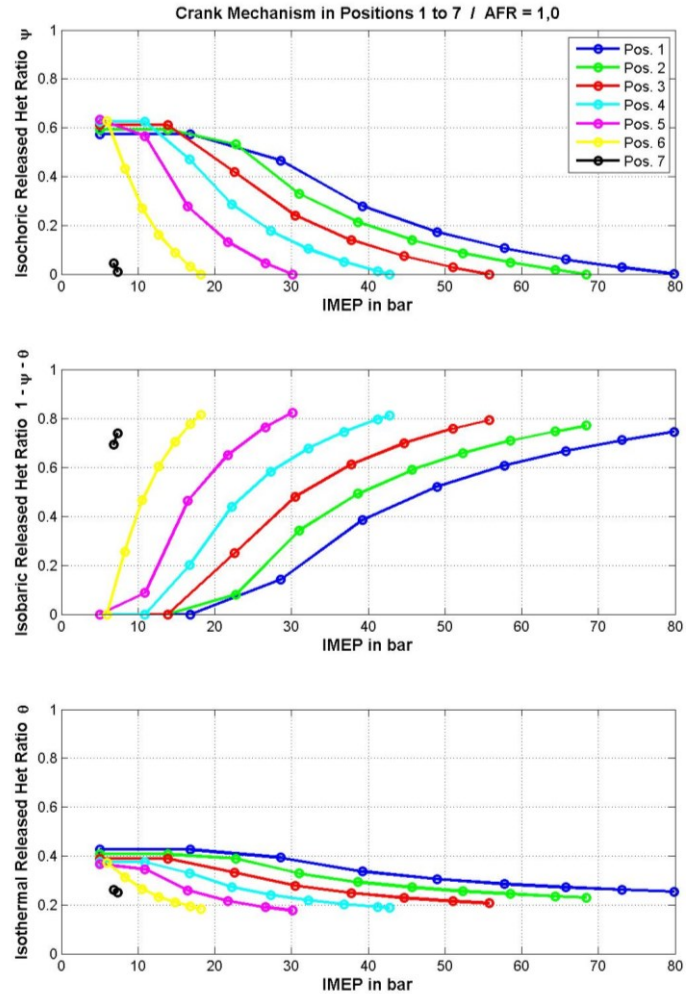 Crank Mechanism in Positions 1 to 7 / AFR = 1,0
Isochoric Released Het Ratio ψ
1
0.8
0.6
0.4
0.2
0
Pos. 1
Pos. 2
Pos. 3
Pos. 4
Pos. 5
Pos. 6
Pos. 7
0 10 20 30 40 50 60 70 80
IMEP in bar
Isobaric Released Het Ratio 1 - ψ - θ
1
0.8
0.6
0.4
0.2
0
0 10 20 30 40 50 60 70 80
IMEP in bar
Isothermal Released Het Ratio θ
1
0.8
0.6
0.4
0.2
0
0 10 20 30 40 50 60 70 80
IMEP in bar